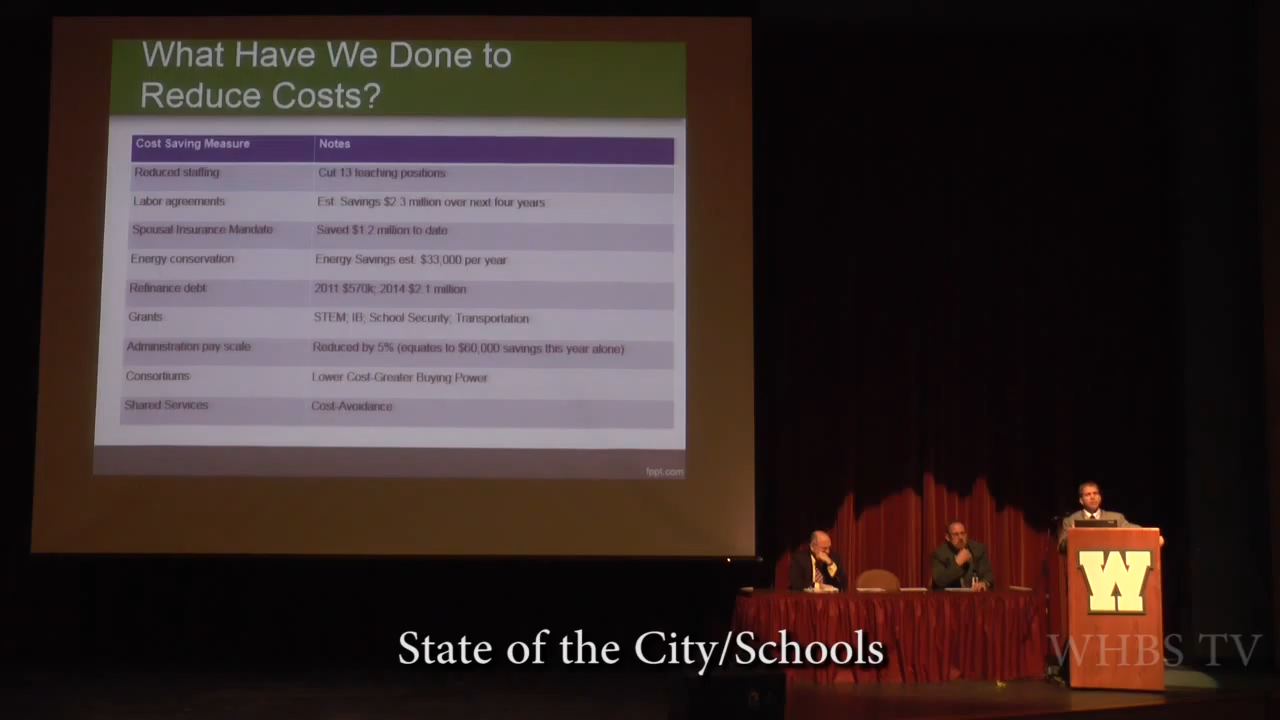 What Have We Done to
Reduce Costs?
Cost Saving Measure Notes
Reduced staffing Cut 13 teaching positions
Labor agreements Est. Savings $2.3 million over next four years
Spousal Insurance Mandate Saved $1.2 million to date
Energy conservation Energy Savings est. $33,000 per year
Refinance debt 2011 $570k; 2014 $2.1 million
Grants STEM; IB; School Security; Transportation
Administration pay scale Reduced by 5% (equates to $60,000 savings this year alone)
Consortiums Lower Cost-Greater Buying Power
Shared Services Cost-Avoidance
fppt.com
W
State of the City/Schools
WHBS TV